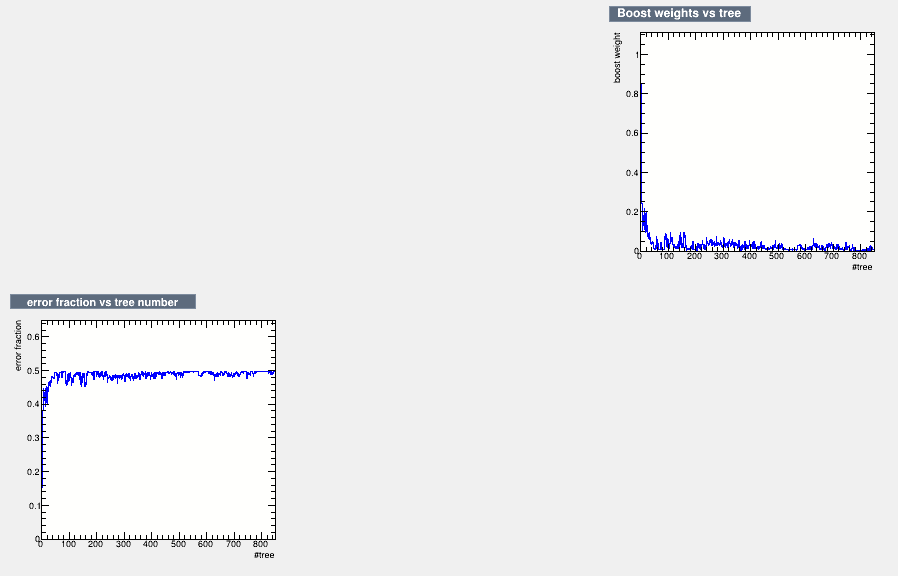 Boost weights vs tree
boost weight
1
0.8
0.6
0.4
0.2
0
0 100 200 300 400 500 600 700 800
#tree
error fraction vs tree number
error fraction
0.6
0.5
0.4
0.3
0.2
0.1
0
0 100 200 300 400 500 600 700 800
#tree